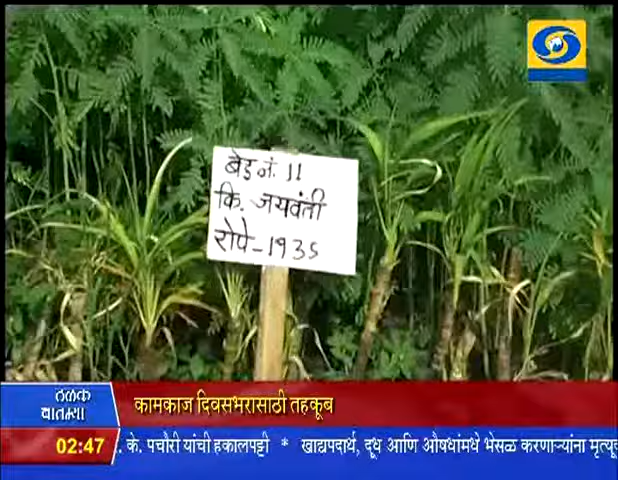 बेड नं. 11
कि. जयवंती
रोपे-1935
ठळक
बातम्या
कामकाज दिवसभरासाठी तहकूब
02:47
. के. पचौरी यांची हकालपट्टी * खाद्यपदार्थ, दूध आणि औषधांमधे भेसळ करणाऱ्यांना मृत्यू